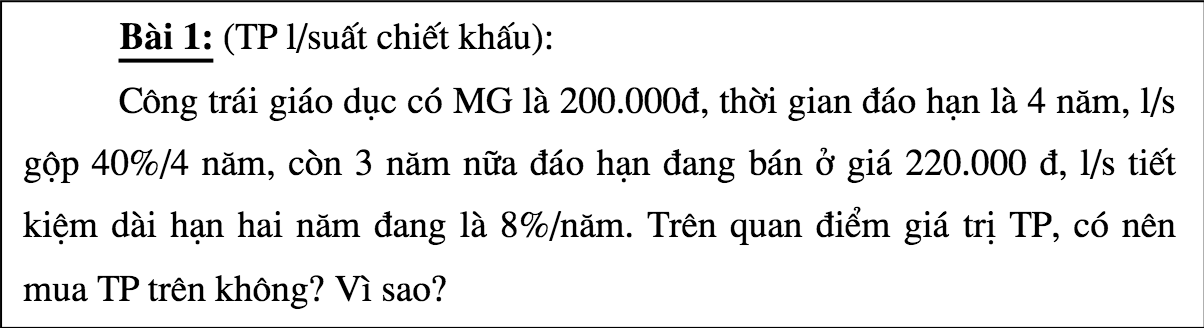 Bài 1: (TP l/suất chiết khấu):
Công trái giáo dục có MG là 200.000đ, thời gian đáo hạn là 4 năm, l/s
gộp 40%/4 năm, còn 3 năm nữa đáo hạn đang bán ở giá 220.000 đ, l/s tiết
kiệm dài hạn hai năm đang là 8%/năm. Trên quan điểm giá trị TP, có nên
mua TP trên không? Vì sao?